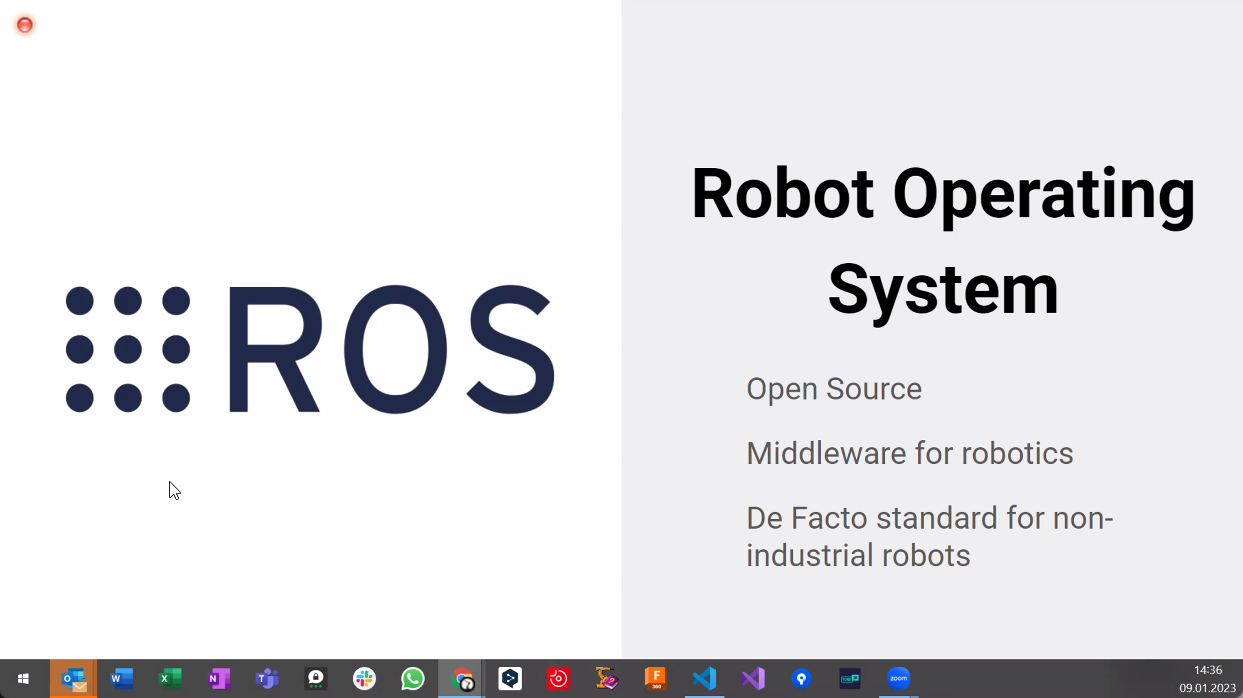 ROS
Robot Operating
System
Open Source
Middleware for robotics
De Facto standard for non-
industrial robots
14:36
09.01.2023
zoom